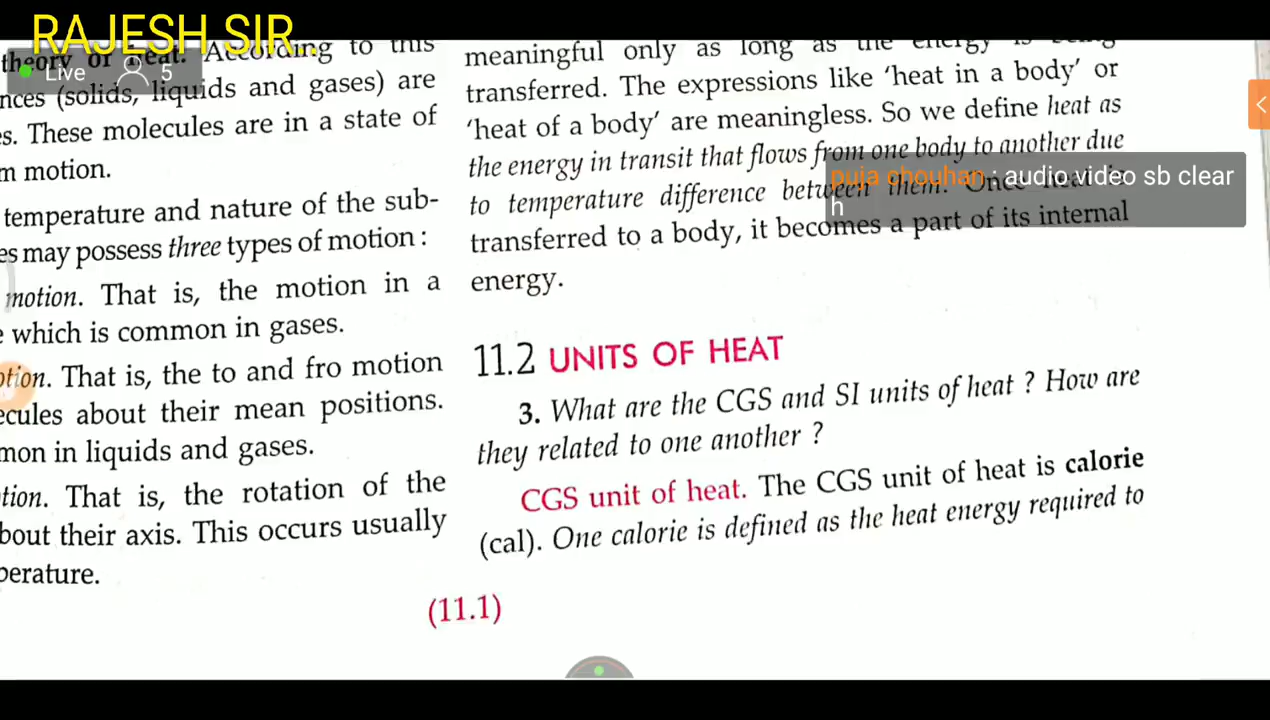 RAJESH SIR .
Live 5
theory of heat. According to this
nces (solids, liquids and gases) are
es. These molecules are in a state of
m motion.
temperature and nature of the sub-
es may possess three types of motion :
motion. That is, the motion in a
e which is common in gases.
otion. That is, the to and fro motion
ecules about their mean positions.
mon in liquids and gases.
tion. That is, the rotation of the
bout their axis. This occurs usually
perature.
meaningful only as long as the energy is being
transferred. The expressions like ‘heat in a body’ or
‘heat of a body’ are meaningless. So we define heat as
the energy in transit that flows from one body to another due
to temperature difference between them. Once heat is
transferred to a body, it becomes a part of its internal
energy.
puja chouhan : audio video sb clear
h
11.2 UNITS OF HEAT
3. What are the CGS and SI units of heat ? How are
they related to one another ?
CGS unit of heat. The CGS unit of heat is calorie
(cal). One calorie is defined as the heat energy required to
(11.1)